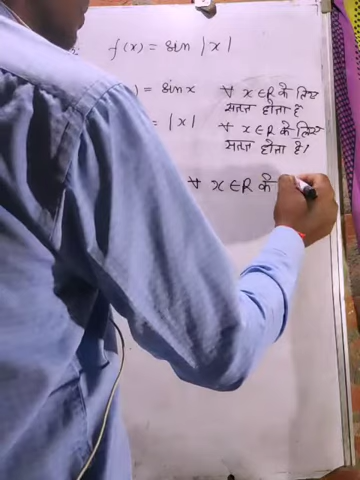 f(x) = sin |x|
) = sin x ∀ x ∈ R के लिए
सतत होता है
= |x| ∀ x ∈ R के लिए
सतत होता है।
∀ x ∈ R के